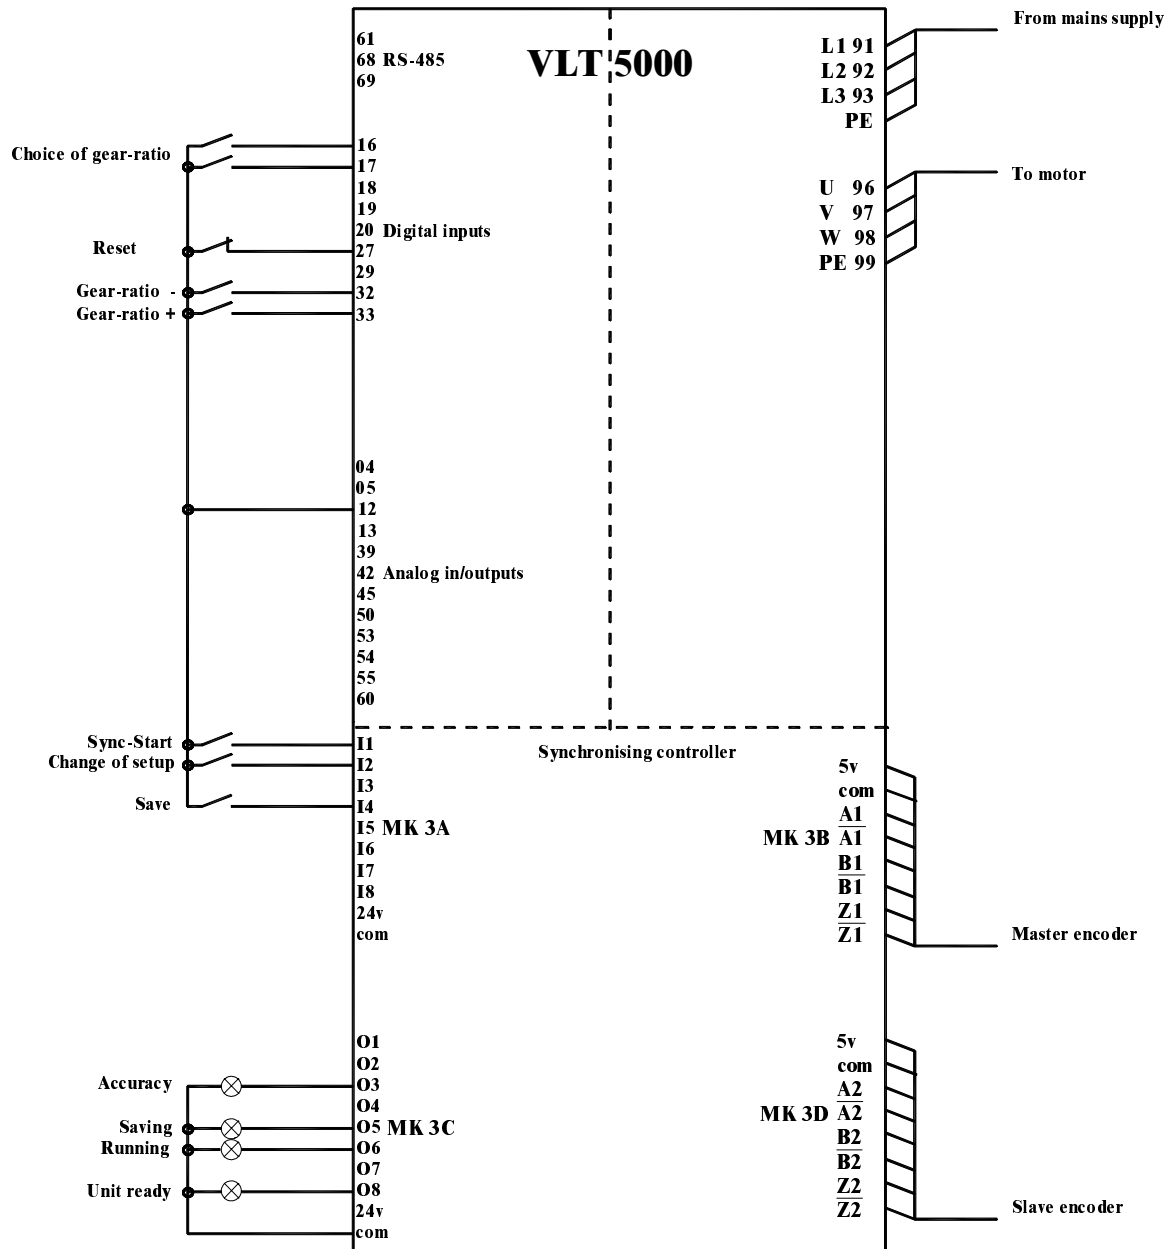 From mains supply
VLT 5000
61
68 RS-485
69
L1 91
L2 92
L3 93
PE
Choice of gear-ratio
16
17
18
19
20 Digital inputs
Reset
27
29
Gear-ratio -
32
Gear-ratio +
33
To motor
U 96
V 97
W 98
PE 99
04
05
12
13
39
42 Analog in/outputs
45
50
53
54
55
60
Synchronising controller
Sync-Start
I1
Change of setup
I2
I3
Save
I4
I5 MK 3A
I6
I7
I8
24v
com
5v
com
A1
MK 3B A1
B1
B1
Z1
Z1
Master encoder
O1
O2
Accuracy
O3
O4
Saving
O5 MK 3C
Running
O6
O7
Unit ready
O8
24v
com
5v
com
A2
MK 3D A2
B2
B2
Z2
Z2
Slave encoder